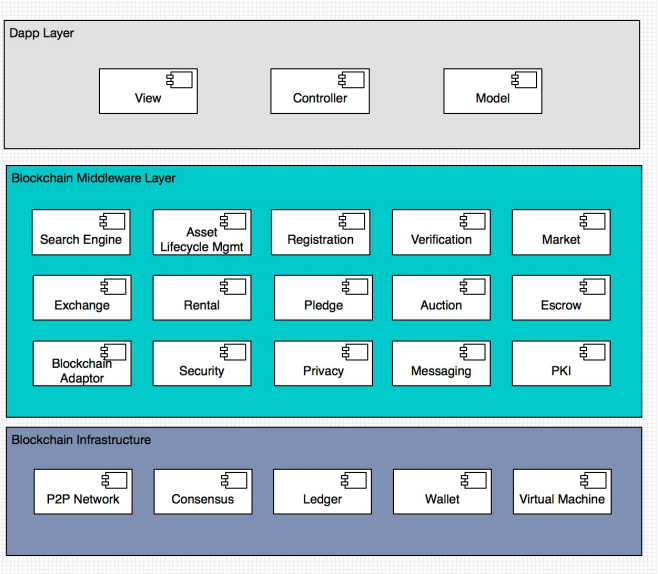 Dapp Layer
View
Controller
Model
Blockchain Middleware Layer
Search Engine
Asset
Lifecycle Mgmt
Registration
Verification
Market
Exchange
Rental
Pledge
Auction
Escrow
Blockchain
Adaptor
Security
Privacy
Messaging
PKI
Blockchain Infrastructure
P2P Network
Consensus
Ledger
Wallet
Virtual Machine